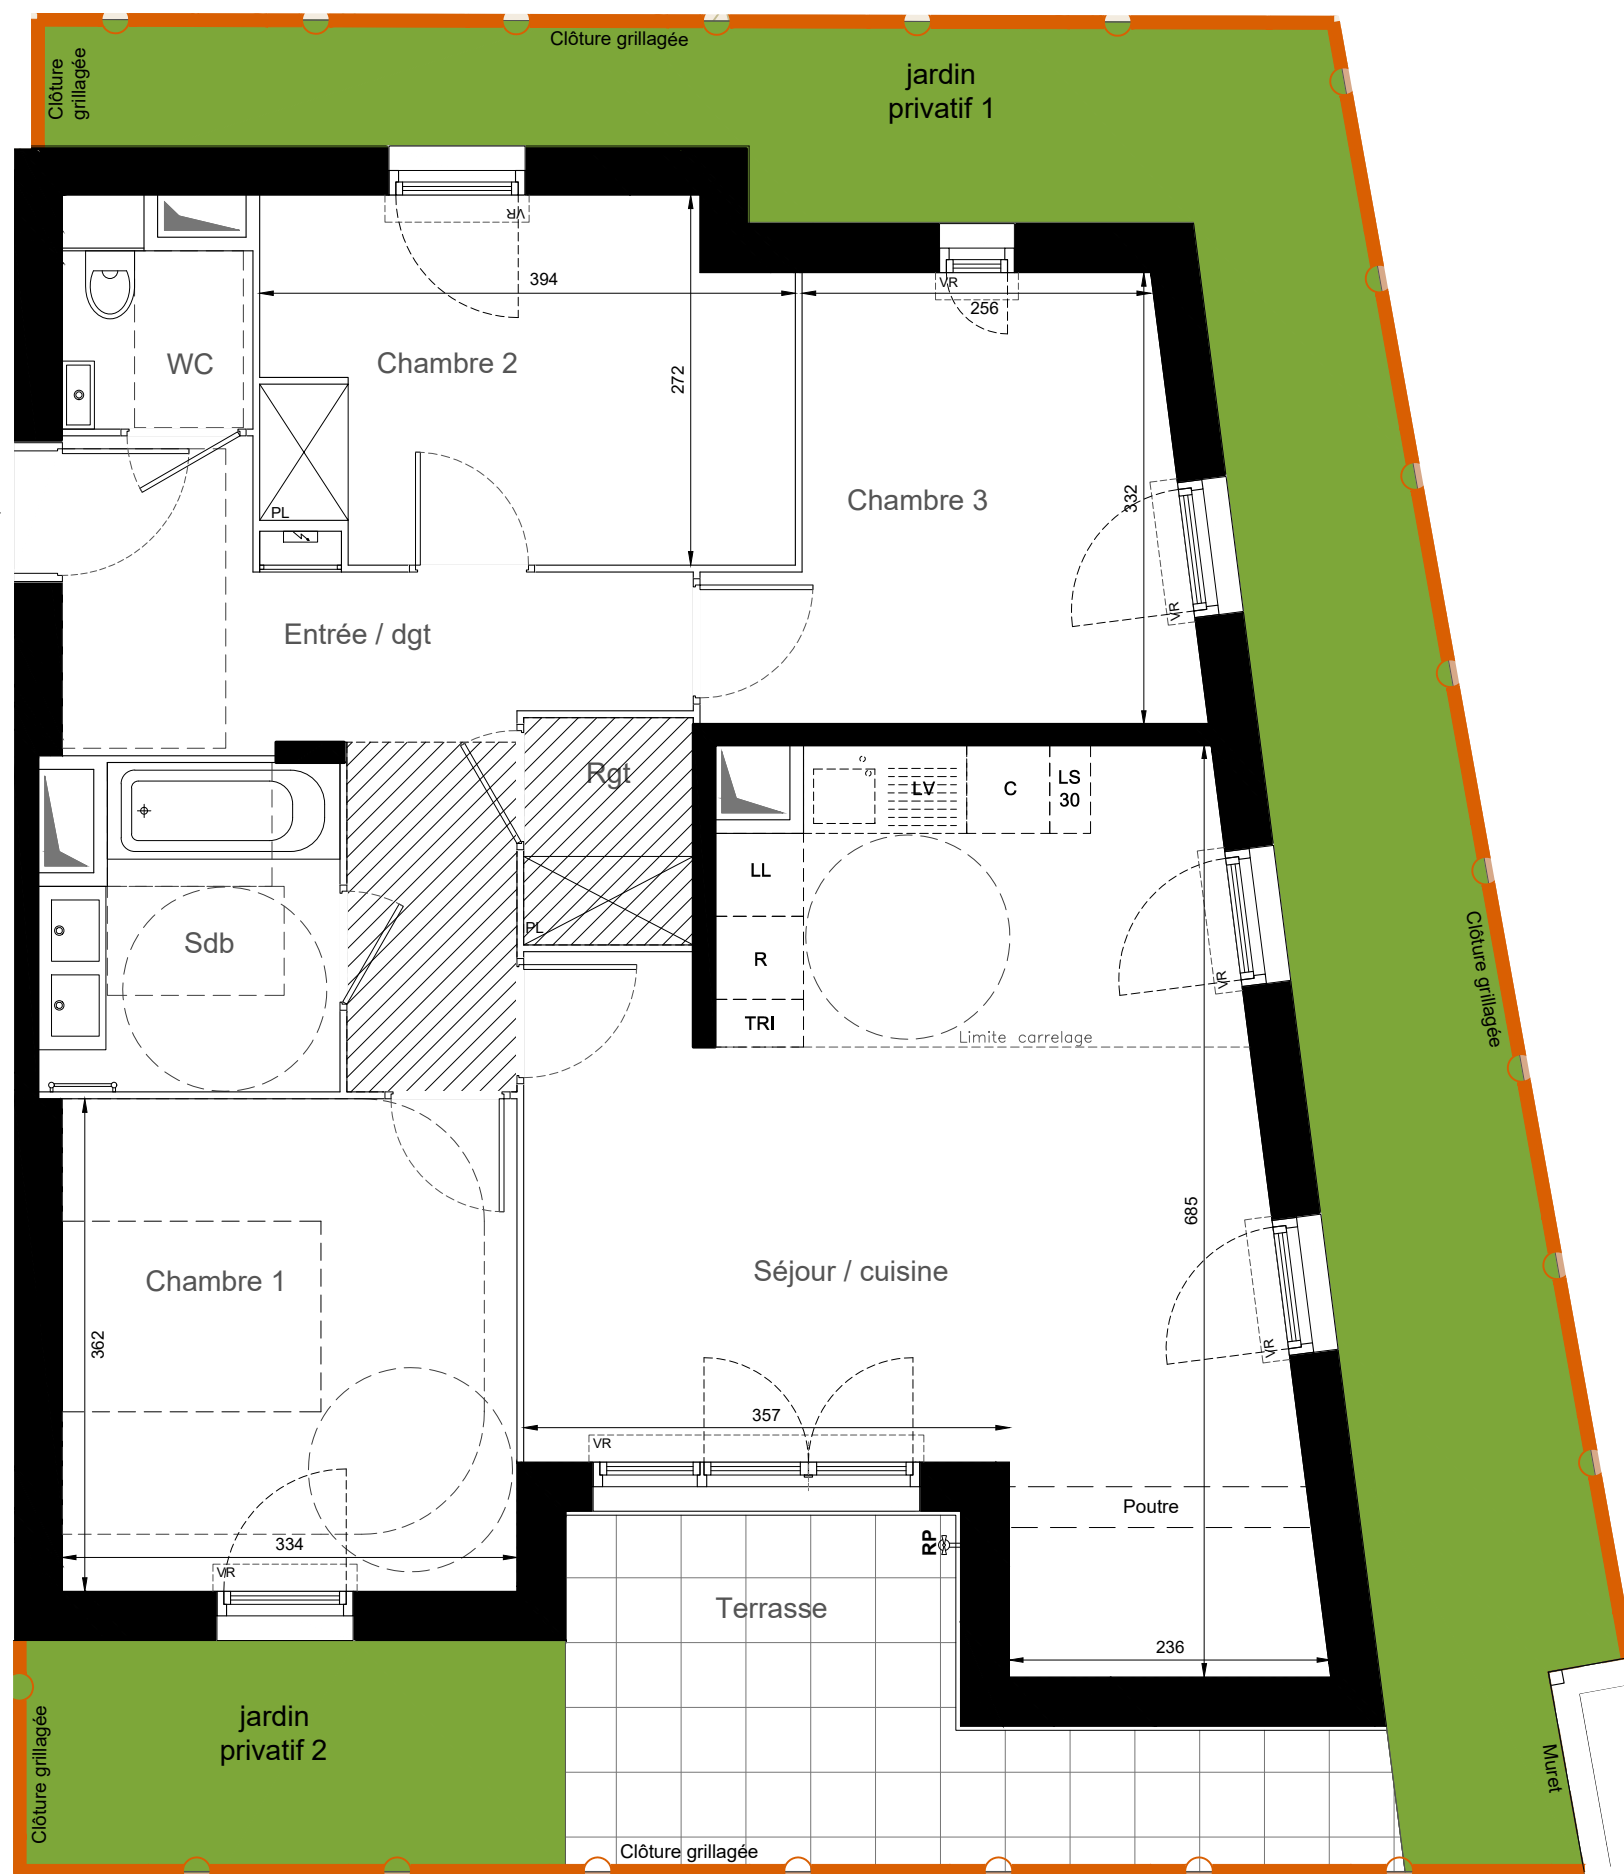 Clôture grillagée
Clôture
grillagée
jardin
privatif 1
VR
394
VR
256
WC
Chambre 2
272
Chambre 3
332
PL
VR
Entrée / dgt
Rgt
LV
C
LS
30
LL
PL
Sdb
R
VR
TRI
Limite carrelage
Clôture grillagée
685
Séjour / cuisine
Chambre 1
362
VR
357
VR
Poutre
RP
334
VR
Terrasse
236
jardin
privatif 2
Clôture grillagée
Muret
Clôture grillagée